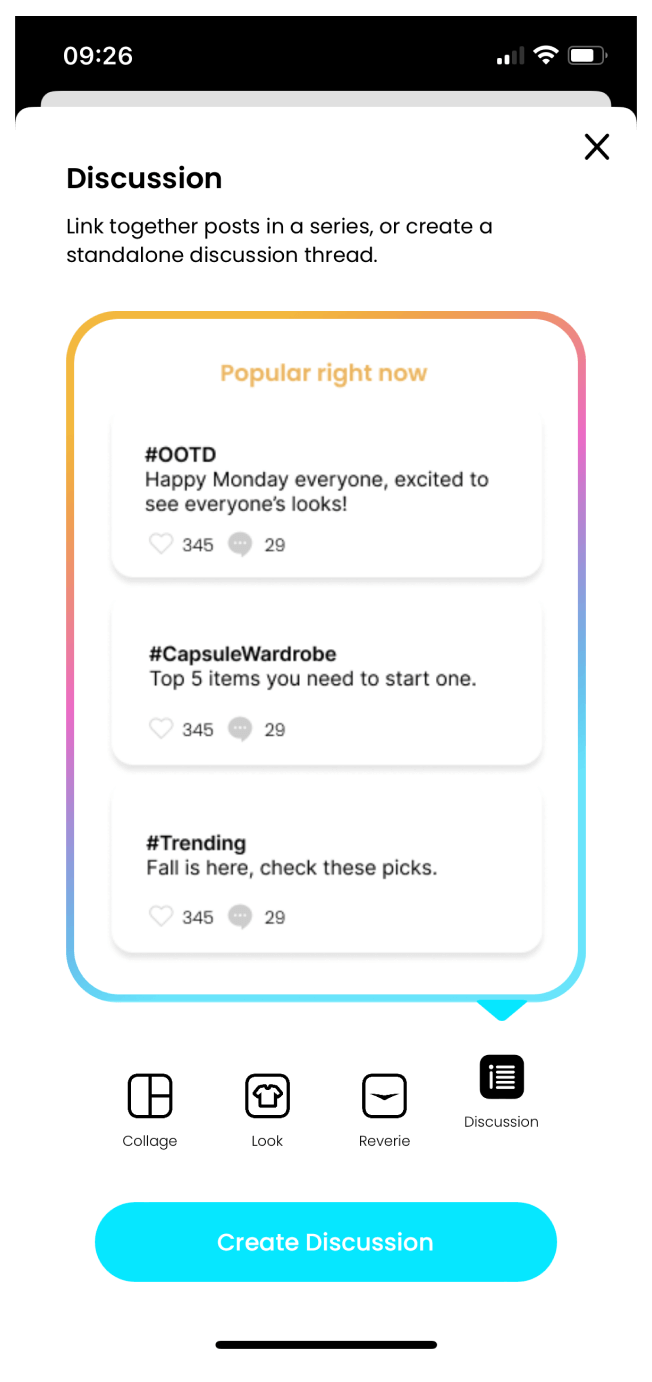 09:26
Discussion
Link together posts in a series, or create a
standalone discussion thread.
Popular right now
#OOTD
Happy Monday everyone, excited to
see everyone's looks!
345 29
#CapsuleWardrobe
Top 5 items you need to start one.
345 29
#Trending
Fall is here, check these picks.
345 29
Collage Look Reverie Discussion
Create Discussion